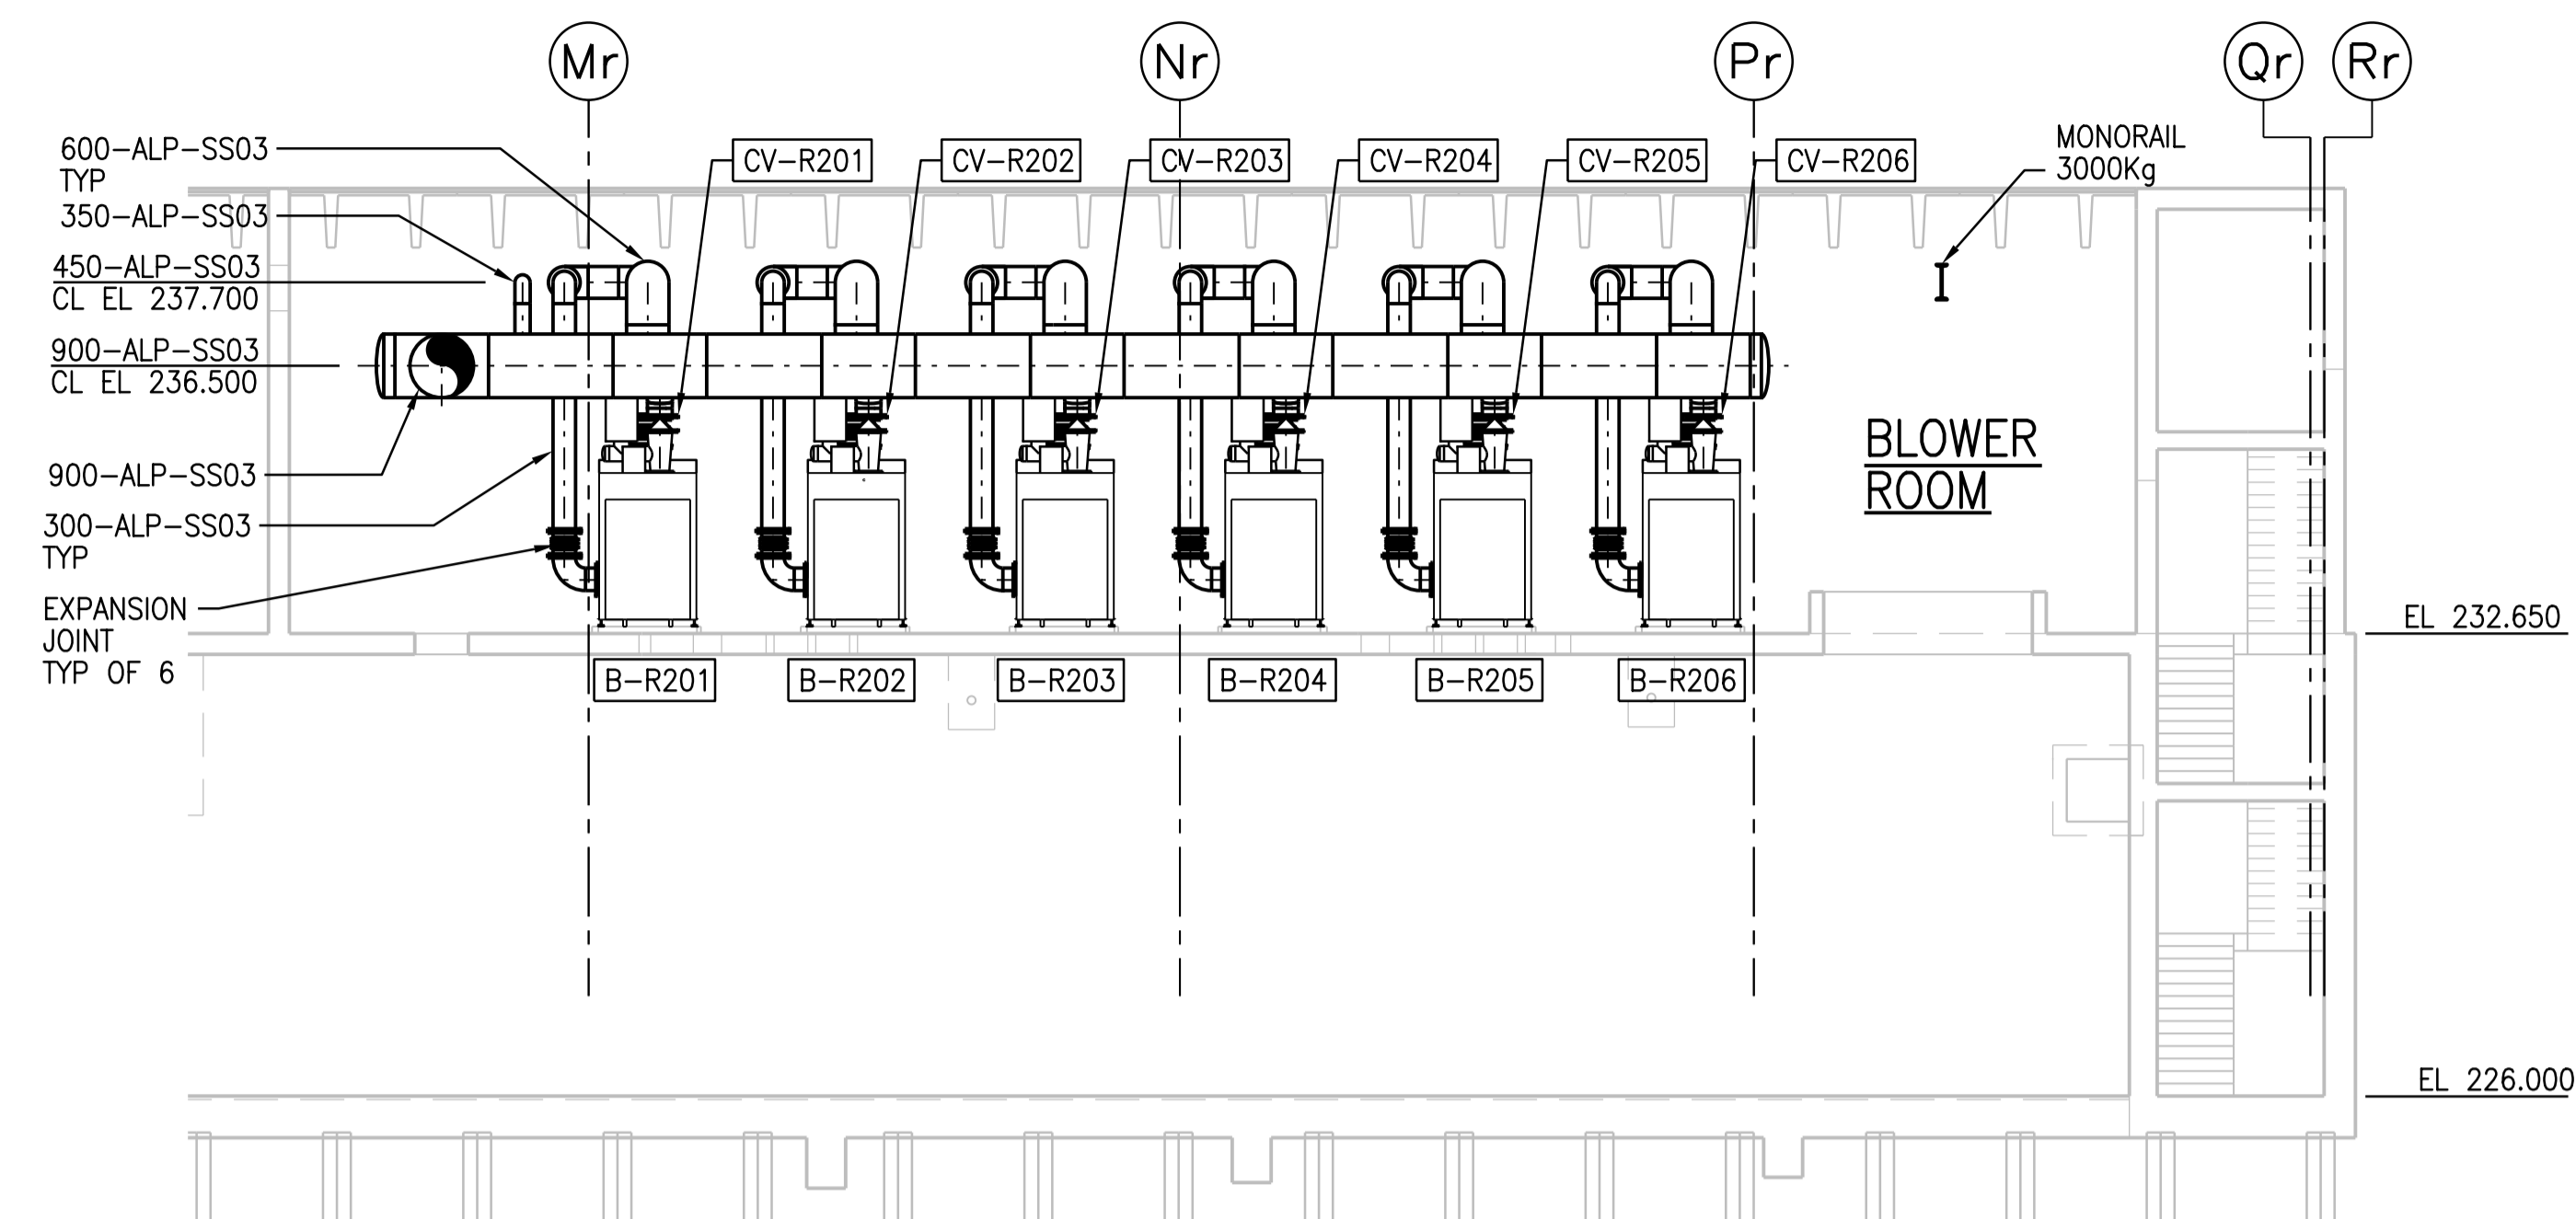 Mr
Nr
Pr
Qr
Rr
600-ALP-SS03
TYP
350-ALP-SS03
450-ALP-SS03
CL EL 237.700
900-ALP-SS03
CL EL 236.500
900-ALP-SS03
300-ALP-SS03
TYP
EXPANSION
JOINT
TYP OF 6
CV-R201
CV-R202
CV-R203
CV-R204
CV-R205
CV-R206
MONORAIL
3000Kg
BLOWER
ROOM
EL 232.650
B-R201
B-R202
B-R203
B-R204
B-R205
B-R206
EL 226.000